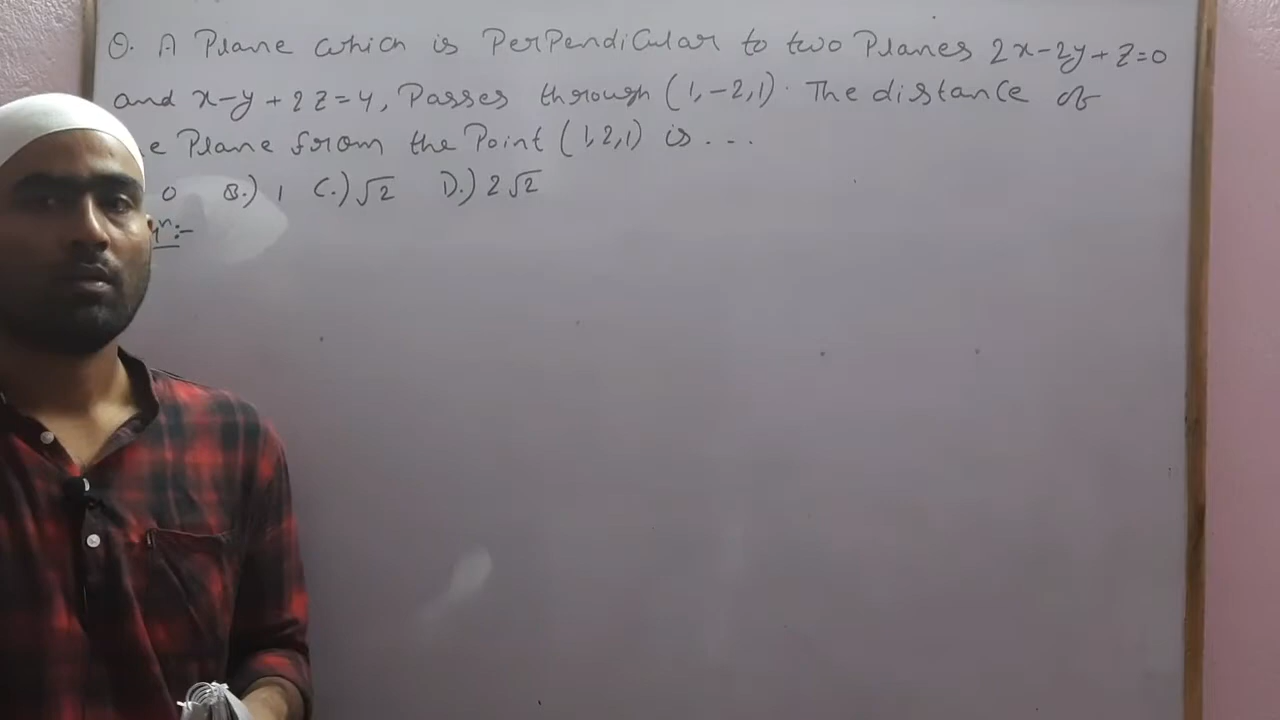 Q. A Plane which is Perpendicular to two Planes 2x-2y+z=0
and x-y+2z=4, Passes through (1,-2,1). The distance of
e Plane from the Point (1,2,1) is ...
0 B.) 1 C.) √2 D.) 2√2
n:-